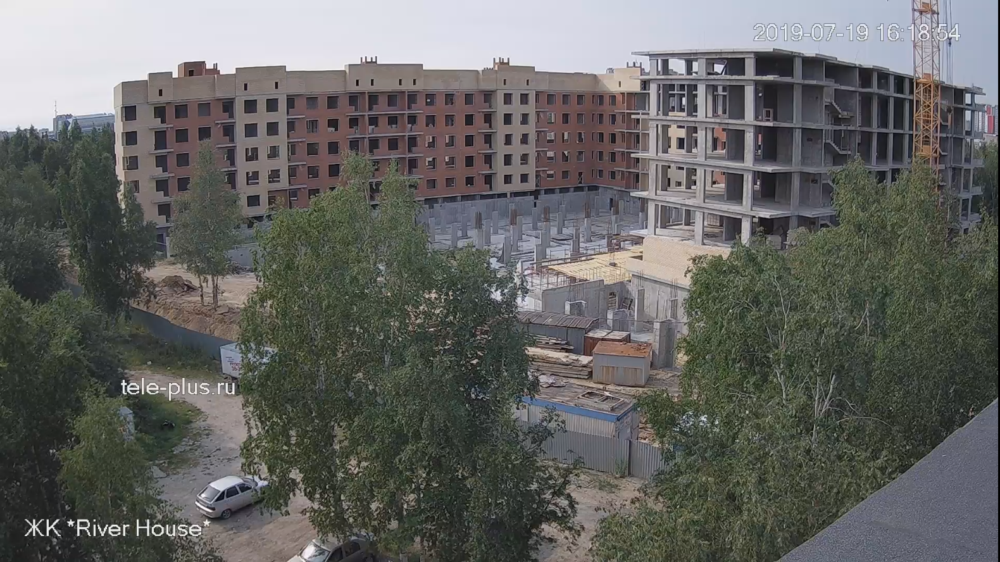 2019-07-19 16:18:54
tele-plus.ru
ЖК *River House*